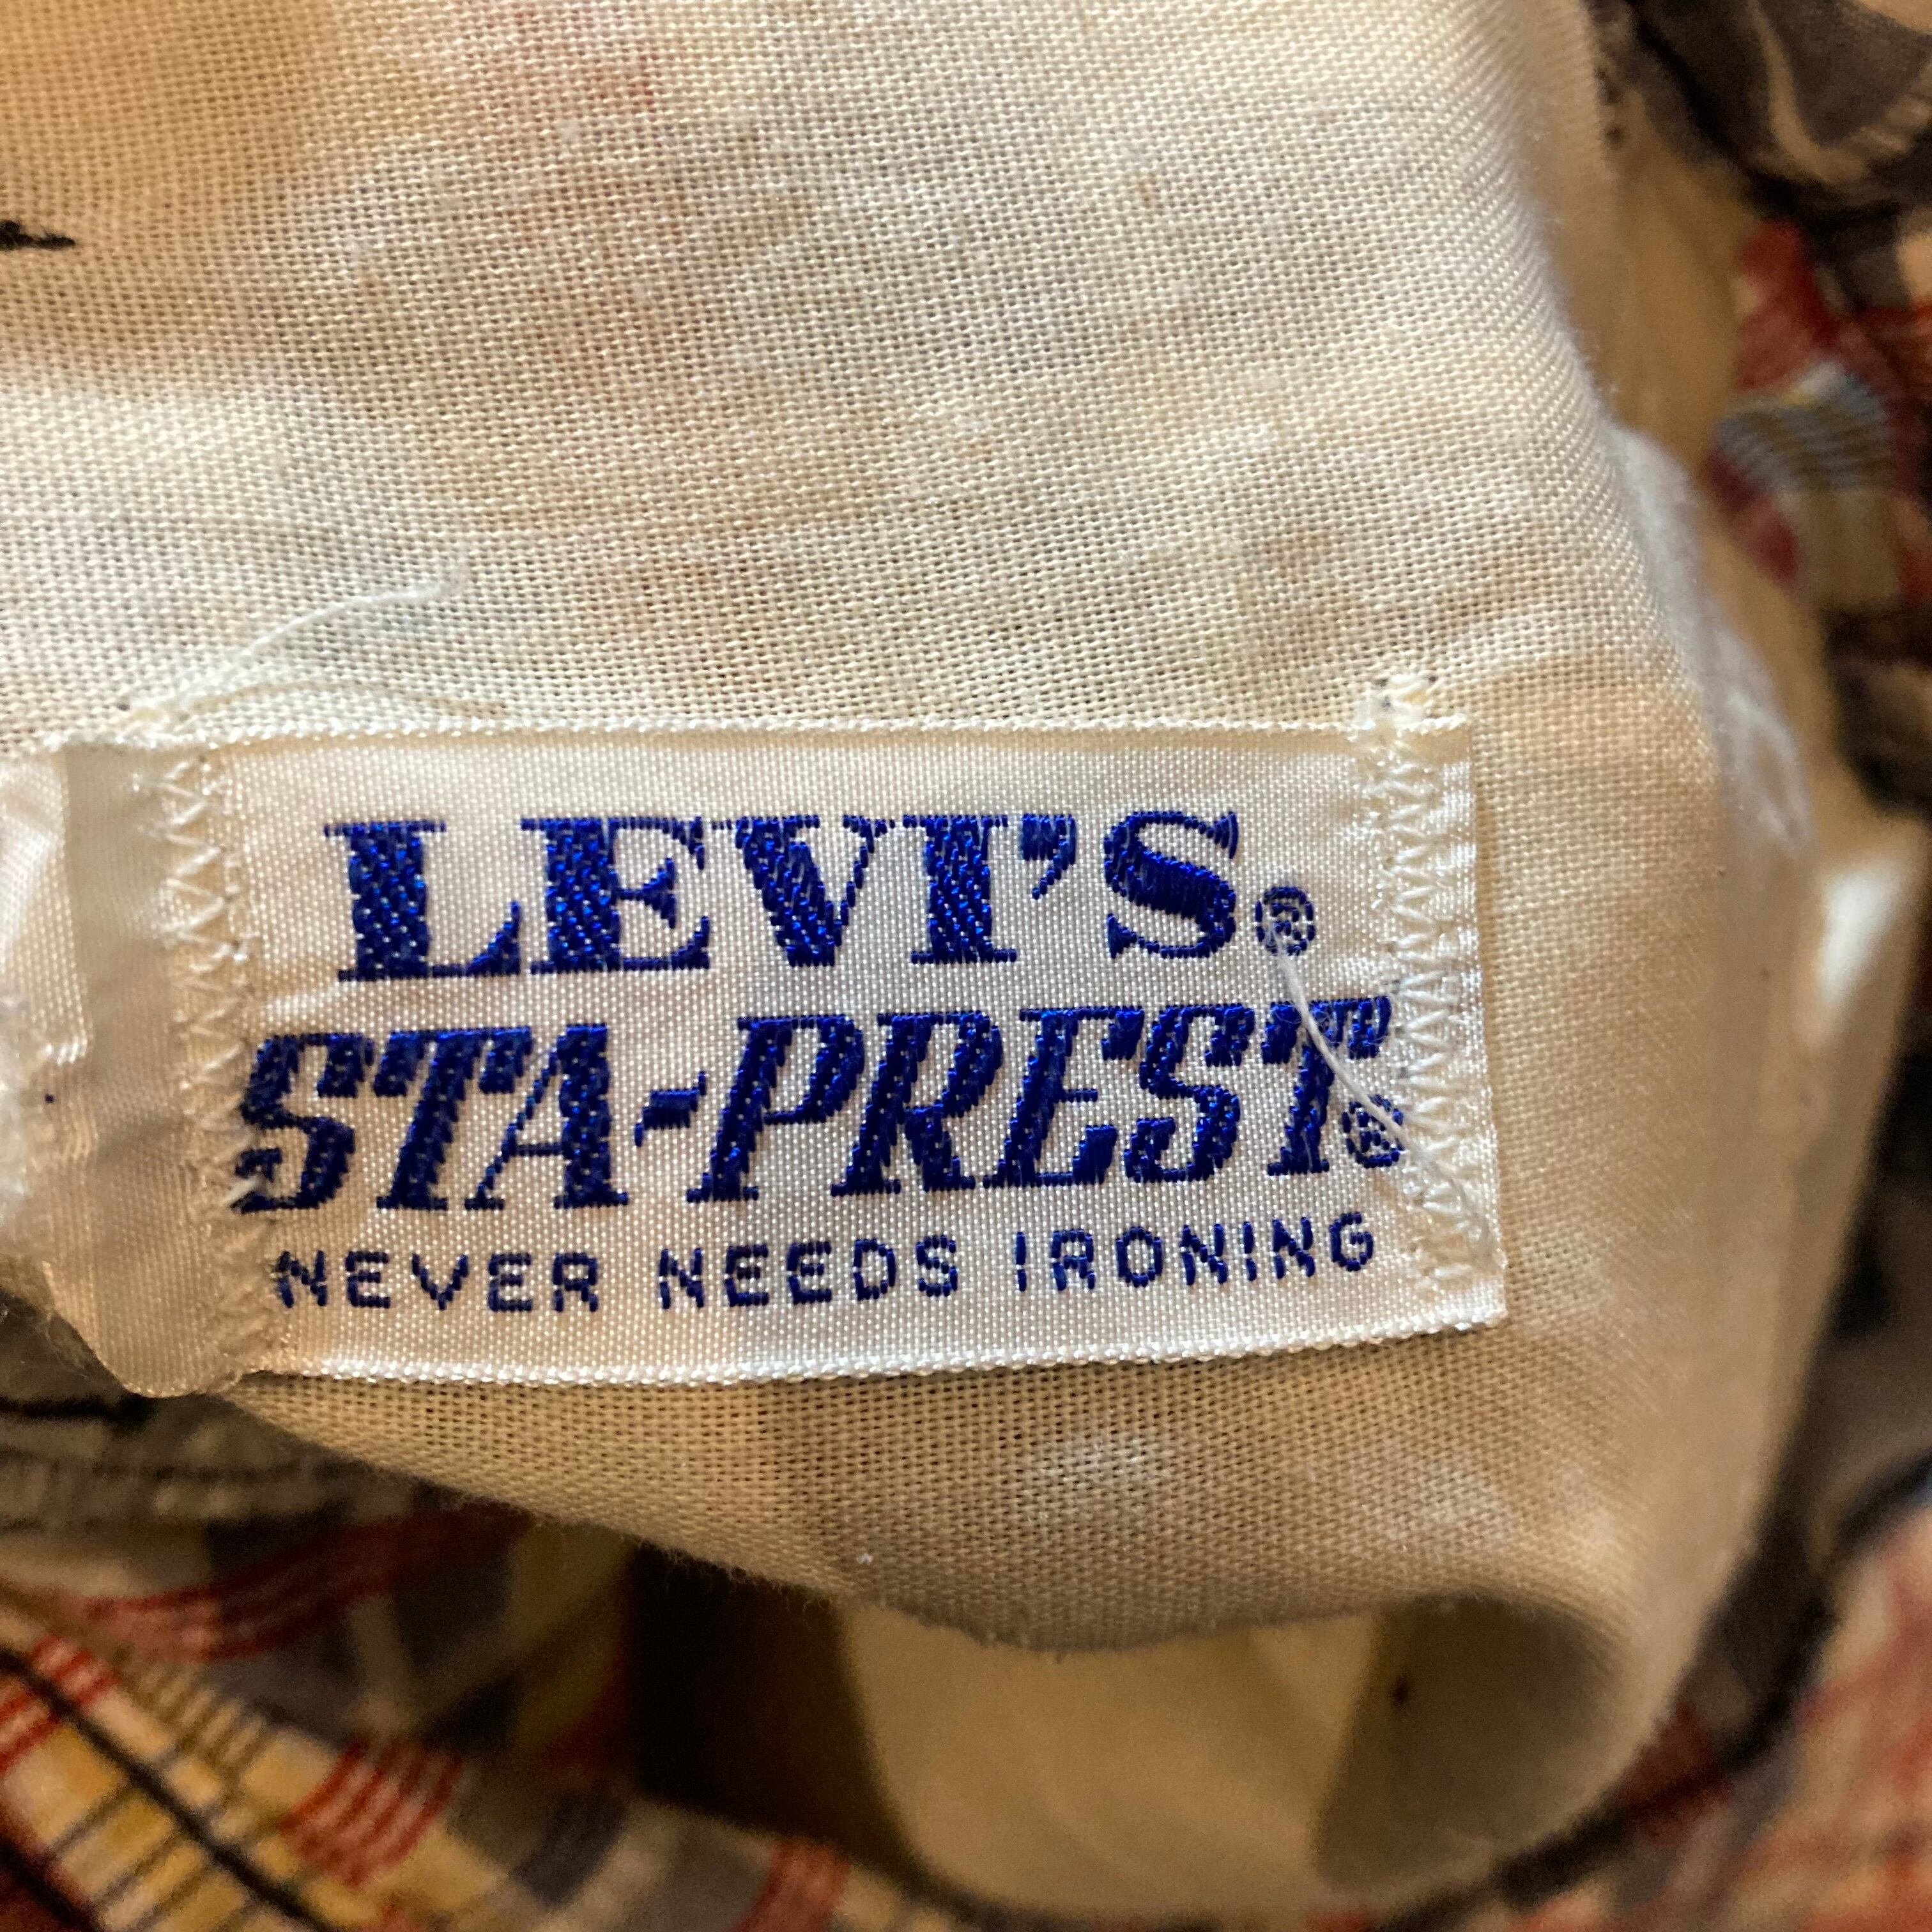 LEVI'S®
STA-PREST®
NEVER NEEDS IRONING